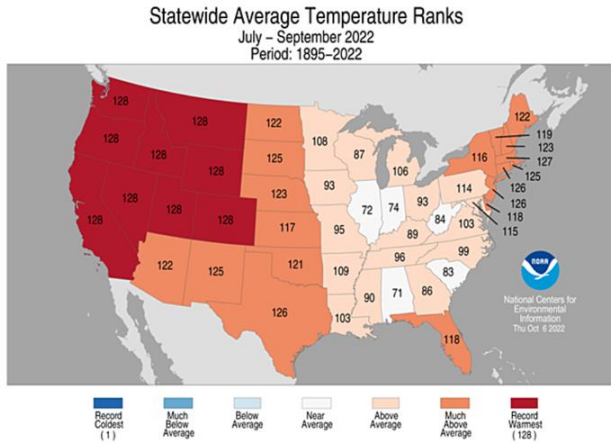 Statewide Average Temperature Ranks
July – September 2022
Period: 1895–2022
128
128
128
128
128
128
128
128
128
122
125
122
125
123
117
121
126
108
93
95
109
103
87
72
106
74
93
89
96
90
71
86
118
83
99
103
84
114
116
122
119
123
127
125
126
126
118
115
NOAA
National Centers for
Environmental
Information
Thu Oct 6 2022
Record
Coldest
(1)
Much
Below
Average
Below
Average
Near
Average
Above
Average
Much
Above
Average
Record
Warmest
(128)